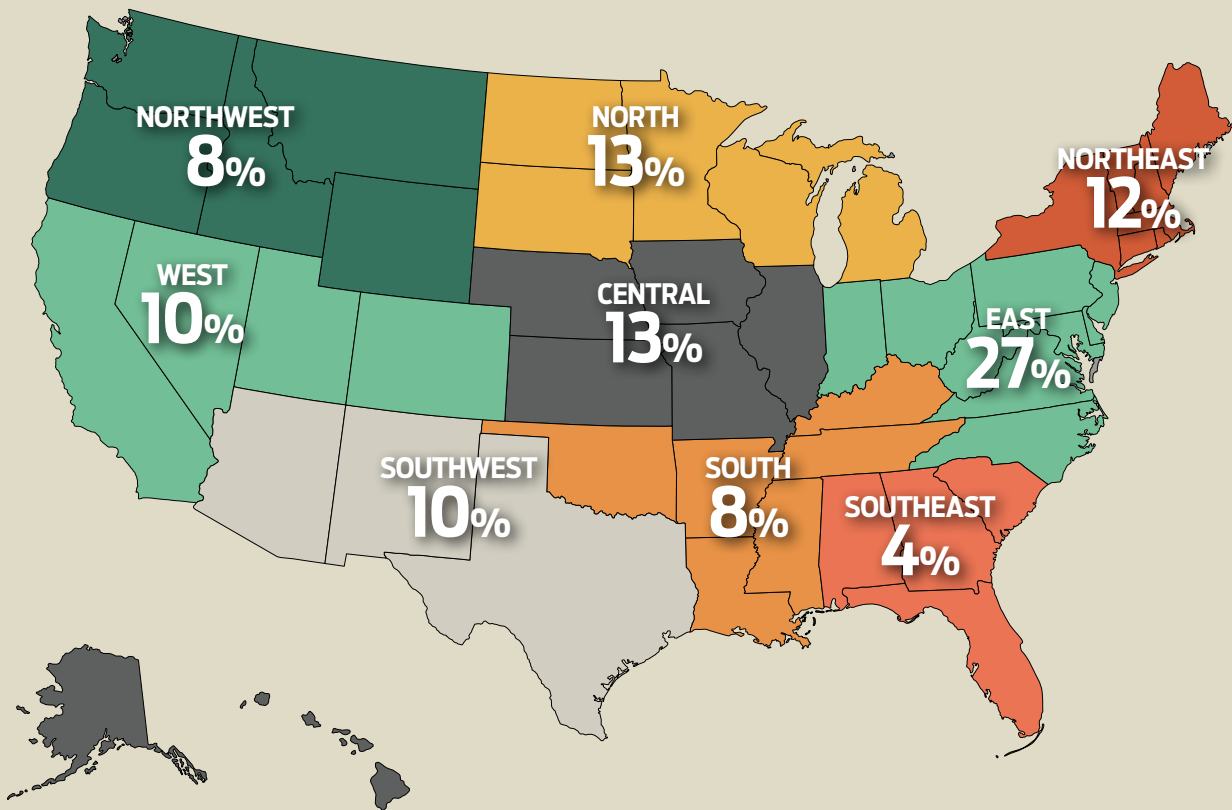 NORTHWEST
8%
NORTH
13%
NORTHEAST
12%
WEST
10%
CENTRAL
13%
EAST
27%
SOUTHWEST
10%
SOUTH
8%
SOUTHEAST
4%